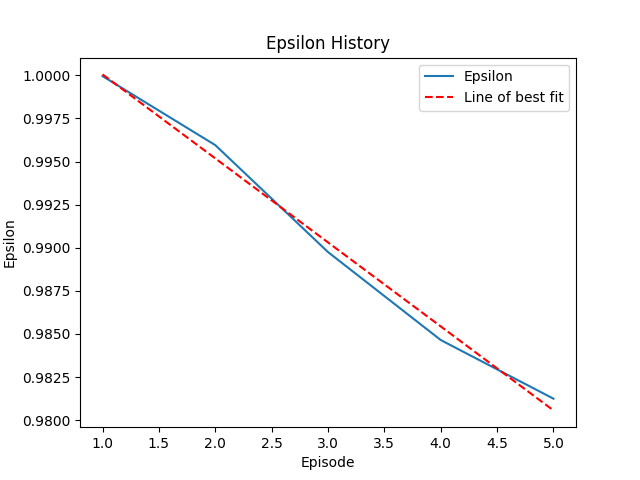 Epsilon History
Epsilon
Line of best fit
1.0000
0.9975
0.9950
0.9925
0.9900
0.9875
0.9850
0.9825
0.9800
Epsilon
1.0 1.5 2.0 2.5 3.0 3.5 4.0 4.5 5.0
Episode